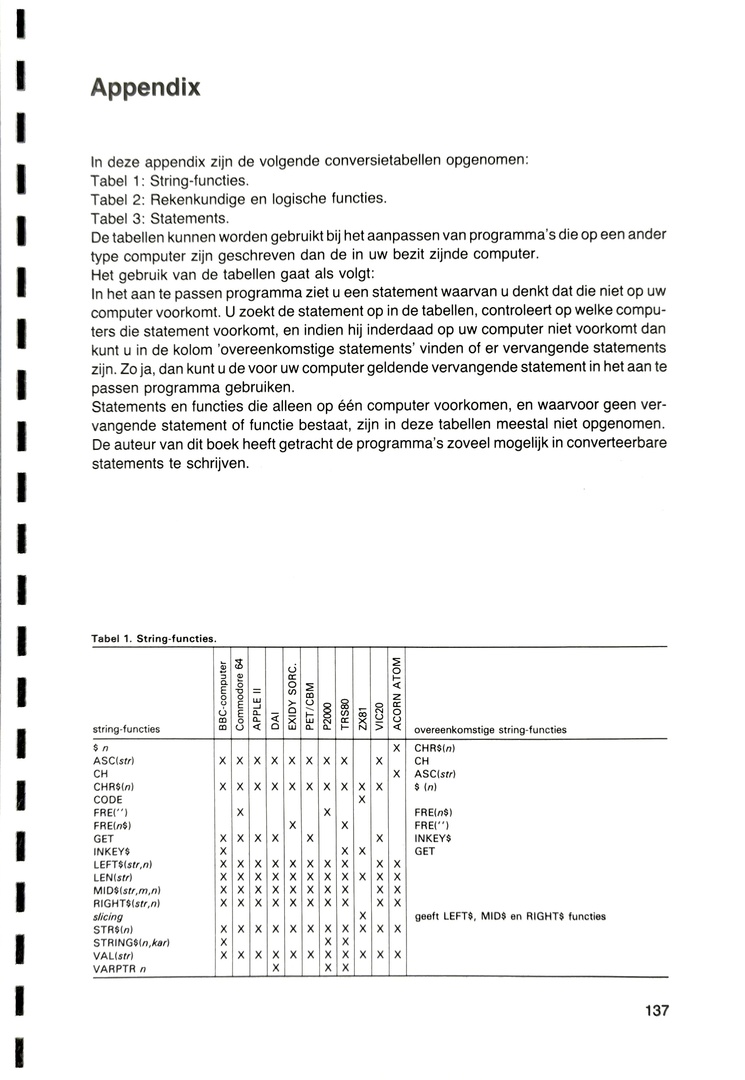 Appendix
In deze appendix zijn de volgende conversietabellen opgenomen:
Tabel 1: String-functies.
Tabel 2: Rekenkundige en logische functies.
Tabel 3: Statements.
De tabellen kunnen worden gebruikt bij het aanpassen van programma's die op een ander
type computer zijn geschreven dan de in uw bezit zijnde computer.
Het gebruik van de tabellen gaat als volgt:
In het aan te passen programma ziet u een statement waarvan u denkt dat die niet op uw
computer voorkomt. U zoekt de statement op in de tabellen, controleert op welke compu-
ters die statement voorkomt, en indien hij inderdaad op uw computer niet voorkomt dan
kunt u in de kolom 'overeenkomstige statements' vinden of er vervangende statements
zijn. Zo ja, dan kunt u de voor uw computer geldende vervangende statement in het aan te
passen programma gebruiken.
Statements en functies die alleen op één computer voorkomen, en waarvoor geen ver-
vangende statement of functie bestaat, zijn in deze tabellen meestal niet opgenomen.
De auteur van dit boek heeft getracht de programma's zoveel mogelijk in converteerbare
statements te schrijven.
Tabel 1. String-functies.
string-functies BBC-computer Commodore 64 APPLE II DAI EXIDY SORC. PET/CBM P2000 TRS80 ZX81 VIC20 ACORN ATOM overeenkomstige string-functies
$ n X CHR$(n)
ASC(str) X X X X X X X X X CH
CH X ASC(str)
CHR$(n) X X X X X X X X X X $ (n)
CODE X
FRE('') X X FRE(n$)
FRE(n$) X X FRE('')
GET X X X X X X INKEY$
INKEY$ X X X GET
LEFT$(str,n) X X X X X X X X X X
LEN(str) X X X X X X X X X X X
MID$(str,m,n) X X X X X X X X X X
RIGHT$(str,n) X X X X X X X X X X
slicing X geeft LEFT$, MID$ en RIGHT$ functies
STR$(n) X X X X X X X X X X X
STRING$(n,kar) X X X
VAL(str) X X X X X X X X X X X
VARPTR n X X X
137